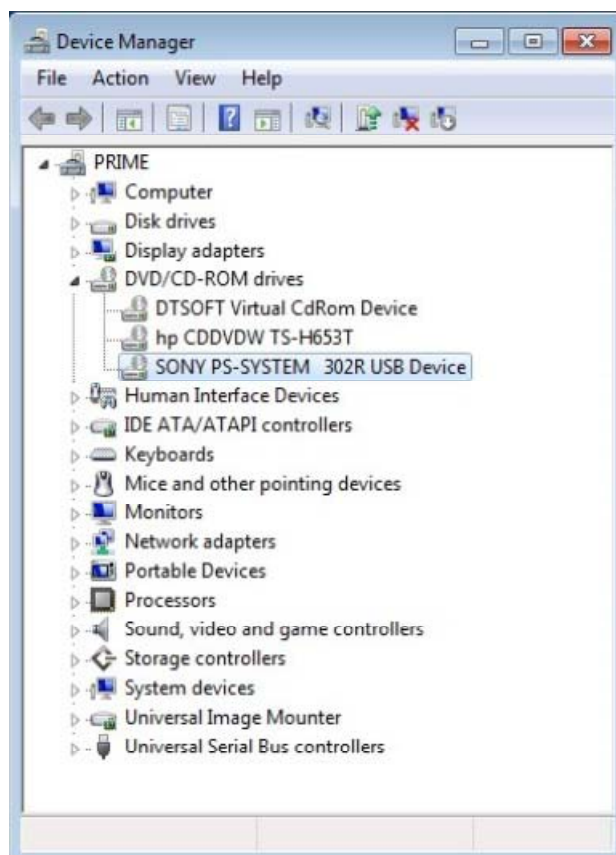 Device Manager
File Action View Help
PRIME
Computer
Disk drives
Display adapters
DVD/CD-ROM drives
DTSOFT Virtual CdRom Device
hp CDDVDW TS-H653T
SONY PS-SYSTEM 302R USB Device
Human Interface Devices
IDE ATA/ATAPI controllers
Keyboards
Mice and other pointing devices
Monitors
Network adapters
Portable Devices
Processors
Sound, video and game controllers
Storage controllers
System devices
Universal Image Mounter
Universal Serial Bus controllers